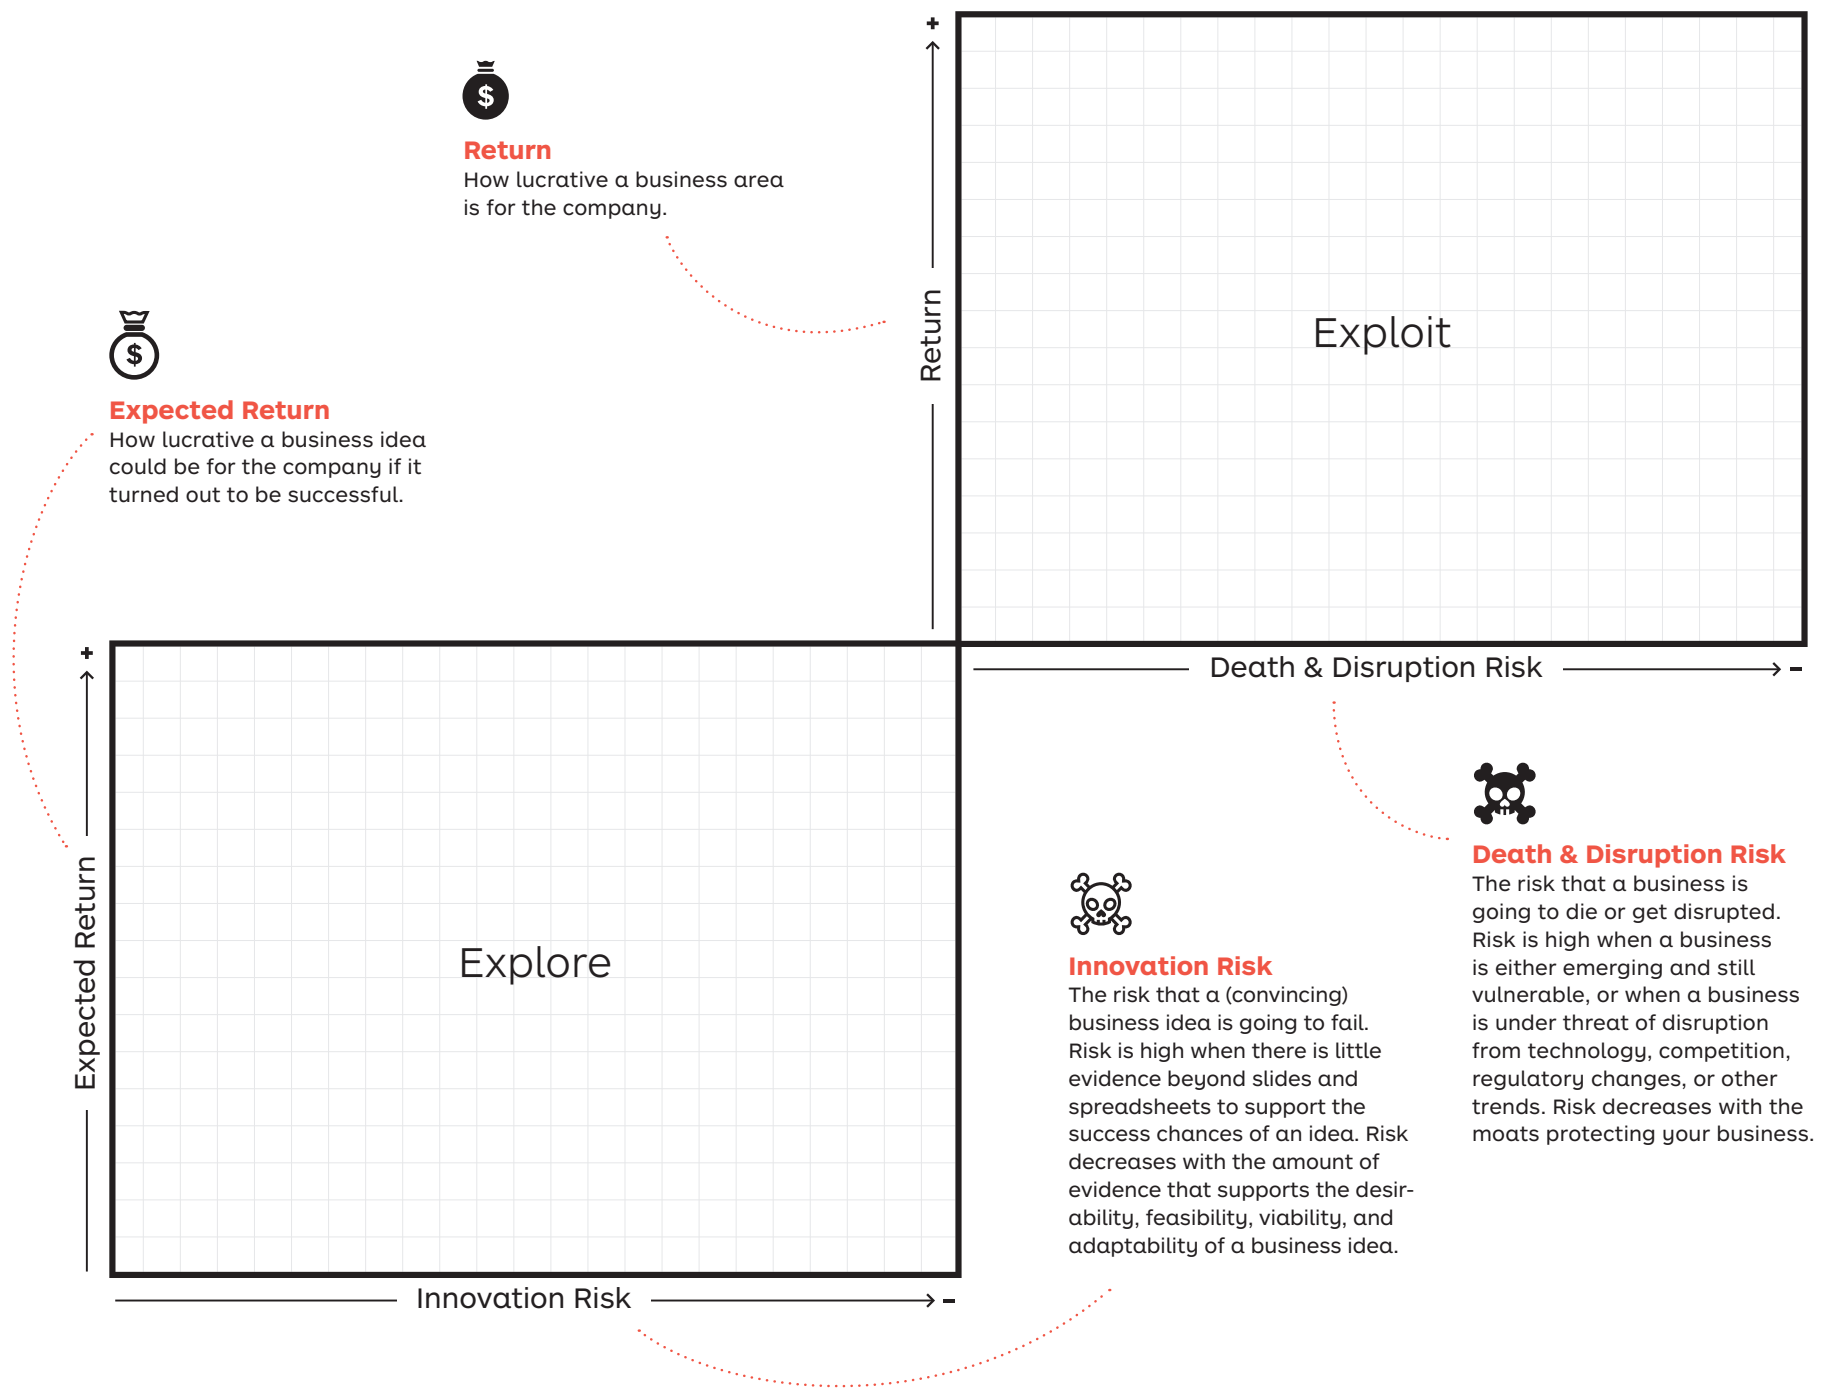 +
$
Return
How lucrative a business area
is for the company.
Return
Exploit
$
Expected Return
How lucrative a business idea
could be for the company if it
turned out to be successful.
+
Death & Disruption Risk
-
Expected Return
Explore
Death & Disruption Risk
The risk that a business is
going to die or get disrupted.
Risk is high when a business
is either emerging and still
vulnerable, or when a business
is under threat of disruption
from technology, competition,
regulatory changes, or other
trends. Risk decreases with the
moats protecting your business.
Innovation Risk
The risk that a (convincing)
business idea is going to fail.
Risk is high when there is little
evidence beyond slides and
spreadsheets to support the
success chances of an idea. Risk
decreases with the amount of
evidence that supports the desir-
ability, feasibility, viability, and
adaptability of a business idea.
Innovation Risk
-